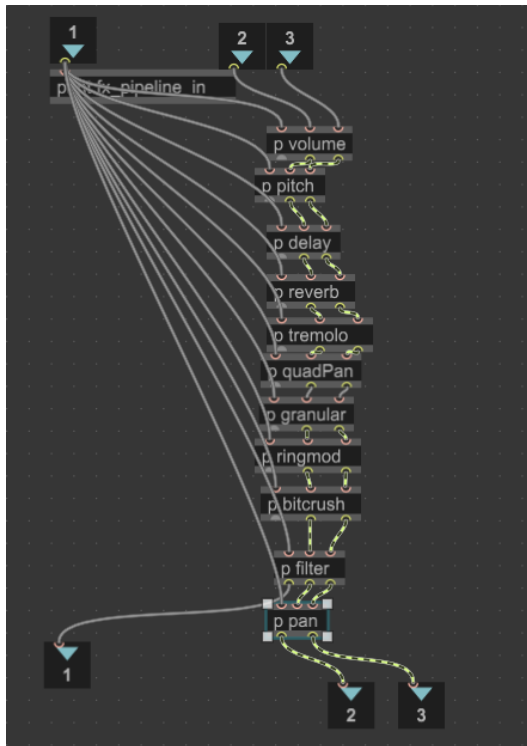 1
2
3
fx_pipeline_in
p volume
p pitch
p delay
p reverb
p tremolo
p quadPan
p granular
p ringmod
p bitcrush
p filter
p pan
1
2
3